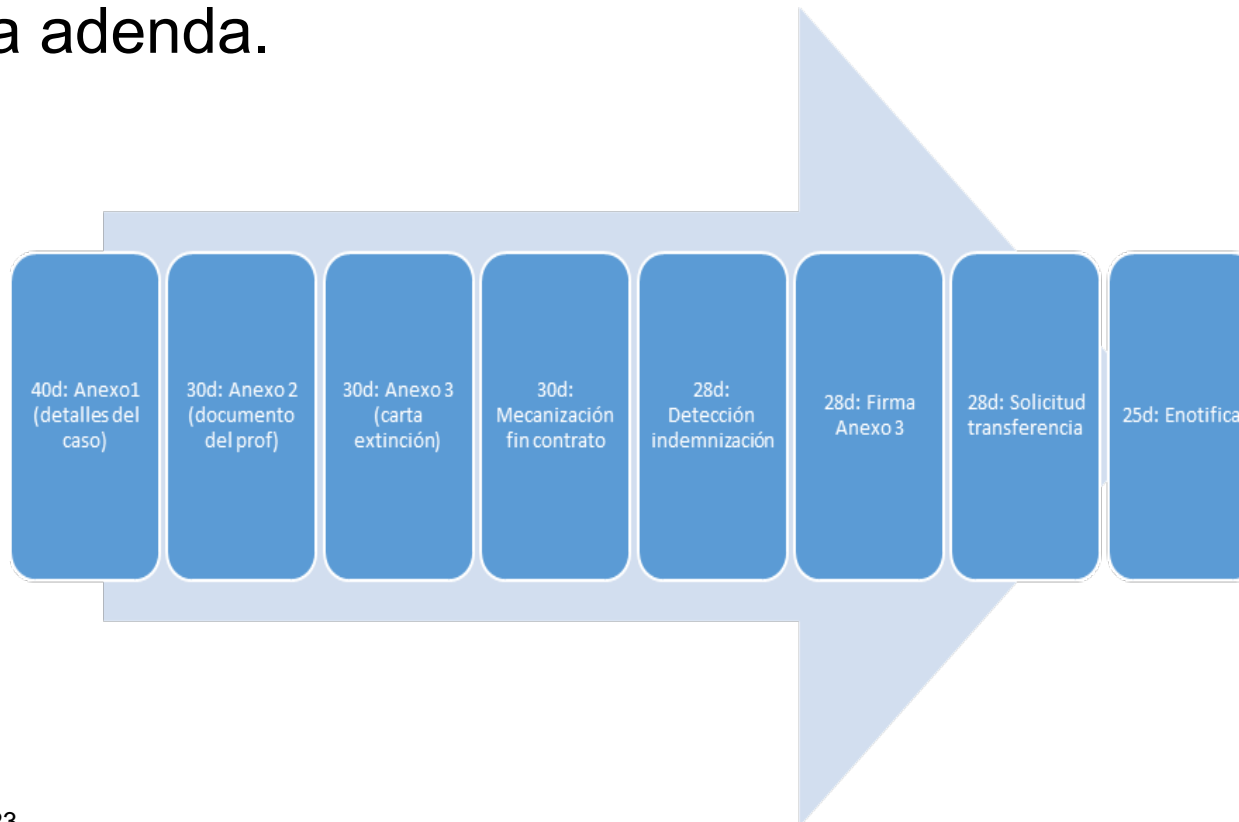 a adenda.
40d: Anexo1
(detalles del
caso)
30d: Anexo 2
(documento
del prof)
30d: Anexo 3
(carta
extinción)
30d:
Mecanización
fin contrato
28d:
Detección
indemnización
28d: Firma
Anexo 3
28d: Solicitud
transferencia
25d: Enotifica
23